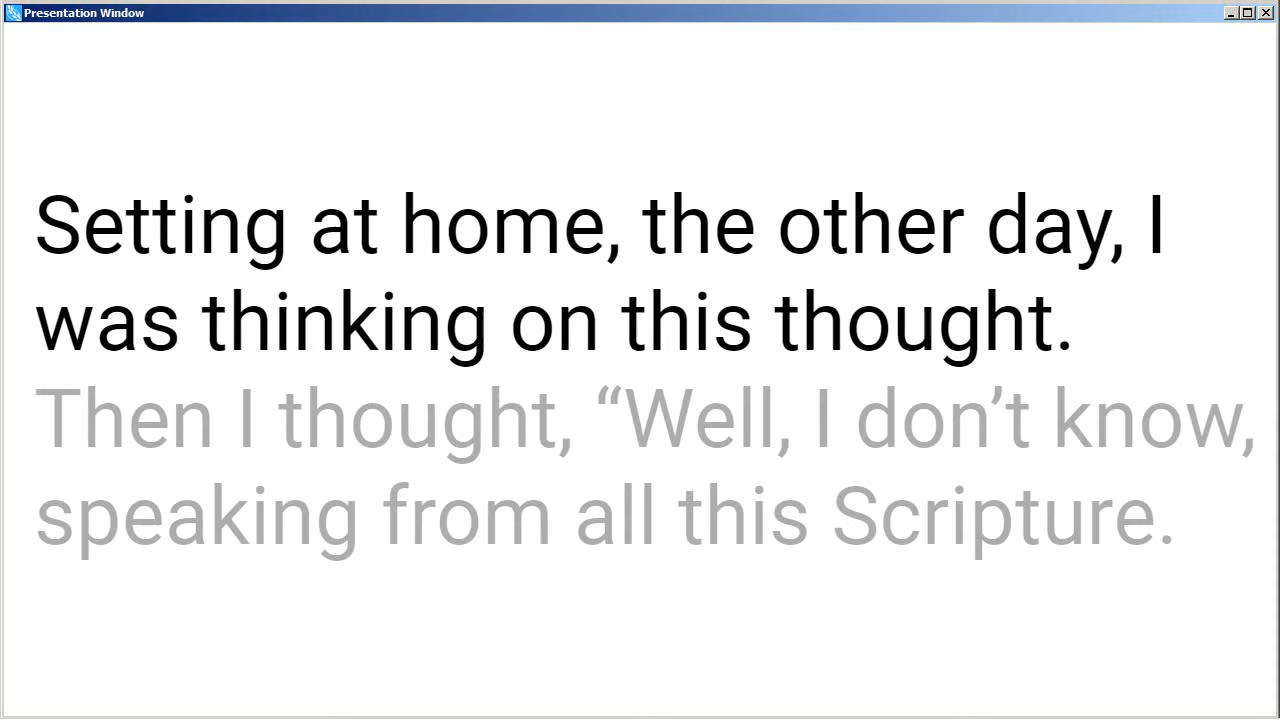 Presentation Window
Setting at home, the other day, I
was thinking on this thought.
Then I thought, “Well, I don’t know,
speaking from all this Scripture.